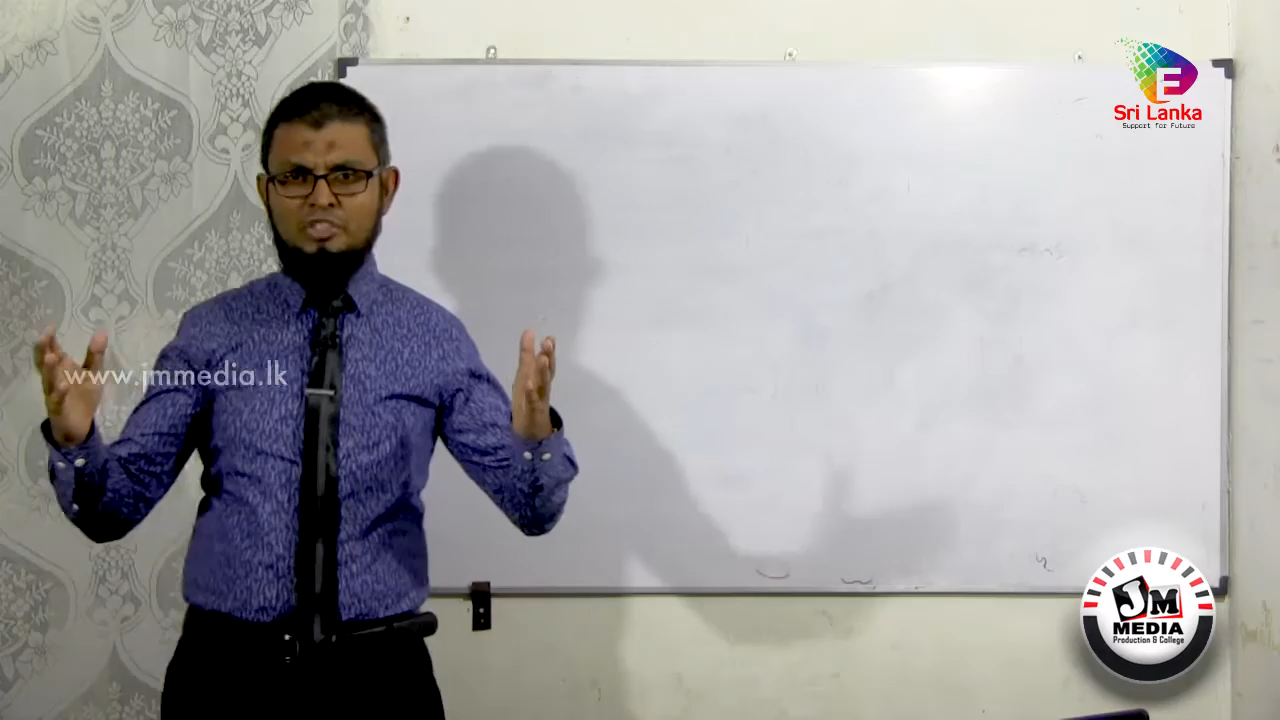 E
Sri Lanka
Support for Future
www.jmmedia.lk
JM
MEDIA
Production & College